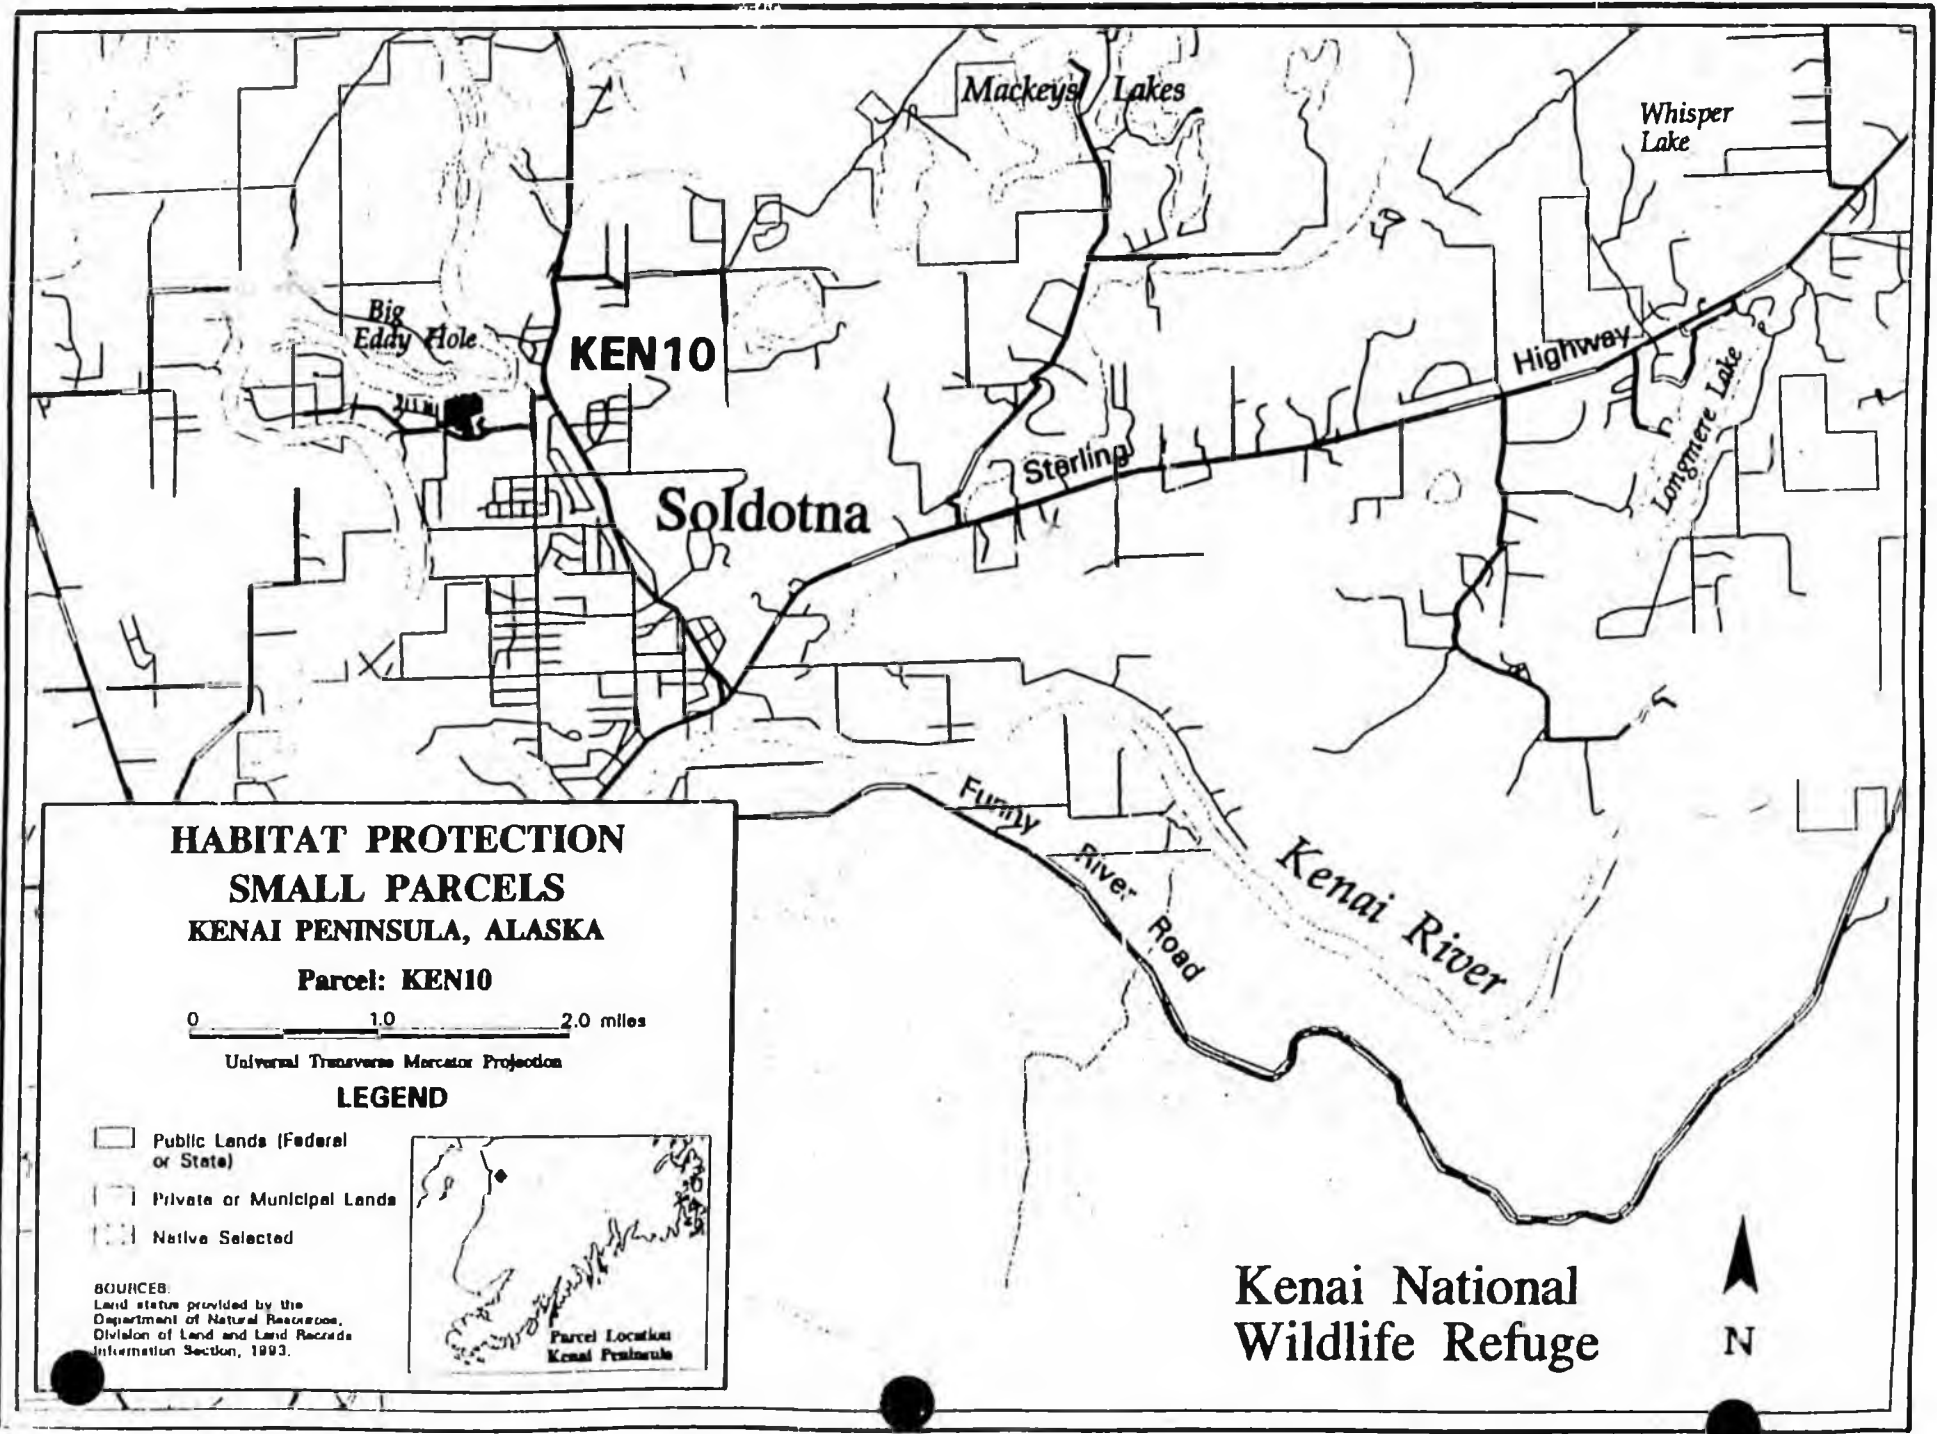 Mackeys Lakes
Whisper
Lake
Big
Eddy Hole
KEN10
Highway
Longmere Lake
Sterling
Soldotna
Funny River Road
Kenai River
HABITAT PROTECTION
SMALL PARCELS
KENAI PENINSULA, ALASKA
Parcel: KEN10
0 1.0 2.0 miles
Universal Transverse Mercator Projection
LEGEND
Public Lands (Federal
or State)
Private or Municipal Lands
Native Selected
SOURCES:
Land status provided by the
Department of Natural Resources,
Division of Land and Land Records
Information Section, 1993.
Parcel Location
Kenai Peninsula
Kenai National
Wildlife Refuge
N